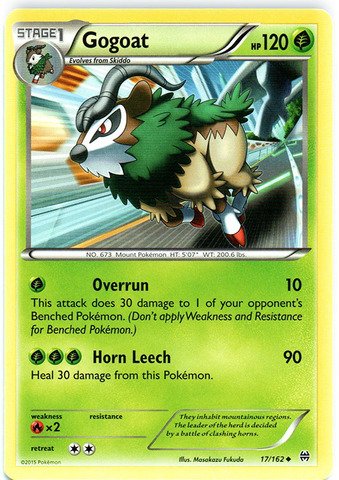 STAGE1
Gogoat
HP 120
Evolves from Skiddo
NO. 673 Mount Pokémon HT: 5'07" WT: 200.6 lbs.
Overrun 10
This attack does 30 damage to 1 of your opponent's
Benched Pokémon. (Don't apply Weakness and Resistance
for Benched Pokémon.)
Horn Leech 90
Heal 30 damage from this Pokémon.
weakness resistance
×2
retreat
They inhabit mountainous regions.
The leader of the herd is decided
by a battle of clashing horns.
©2015 Pokémon
Illus. Masakazu Fukuda
17/162